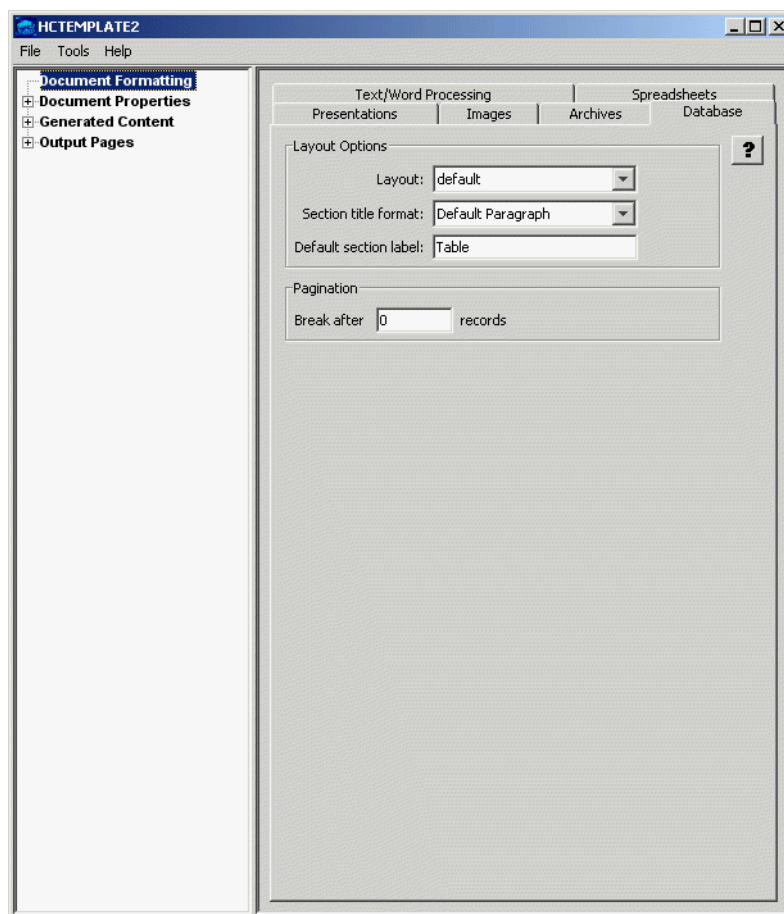 HCTEMPLATE2
File Tools Help
Document Formatting
Document Properties
Generated Content
Output Pages
Text/Word Processing Spreadsheets
Presentations Images Archives Database
Layout Options
?
Layout: default
Section title format: Default Paragraph
Default section label: Table
Pagination
Break after 0 records